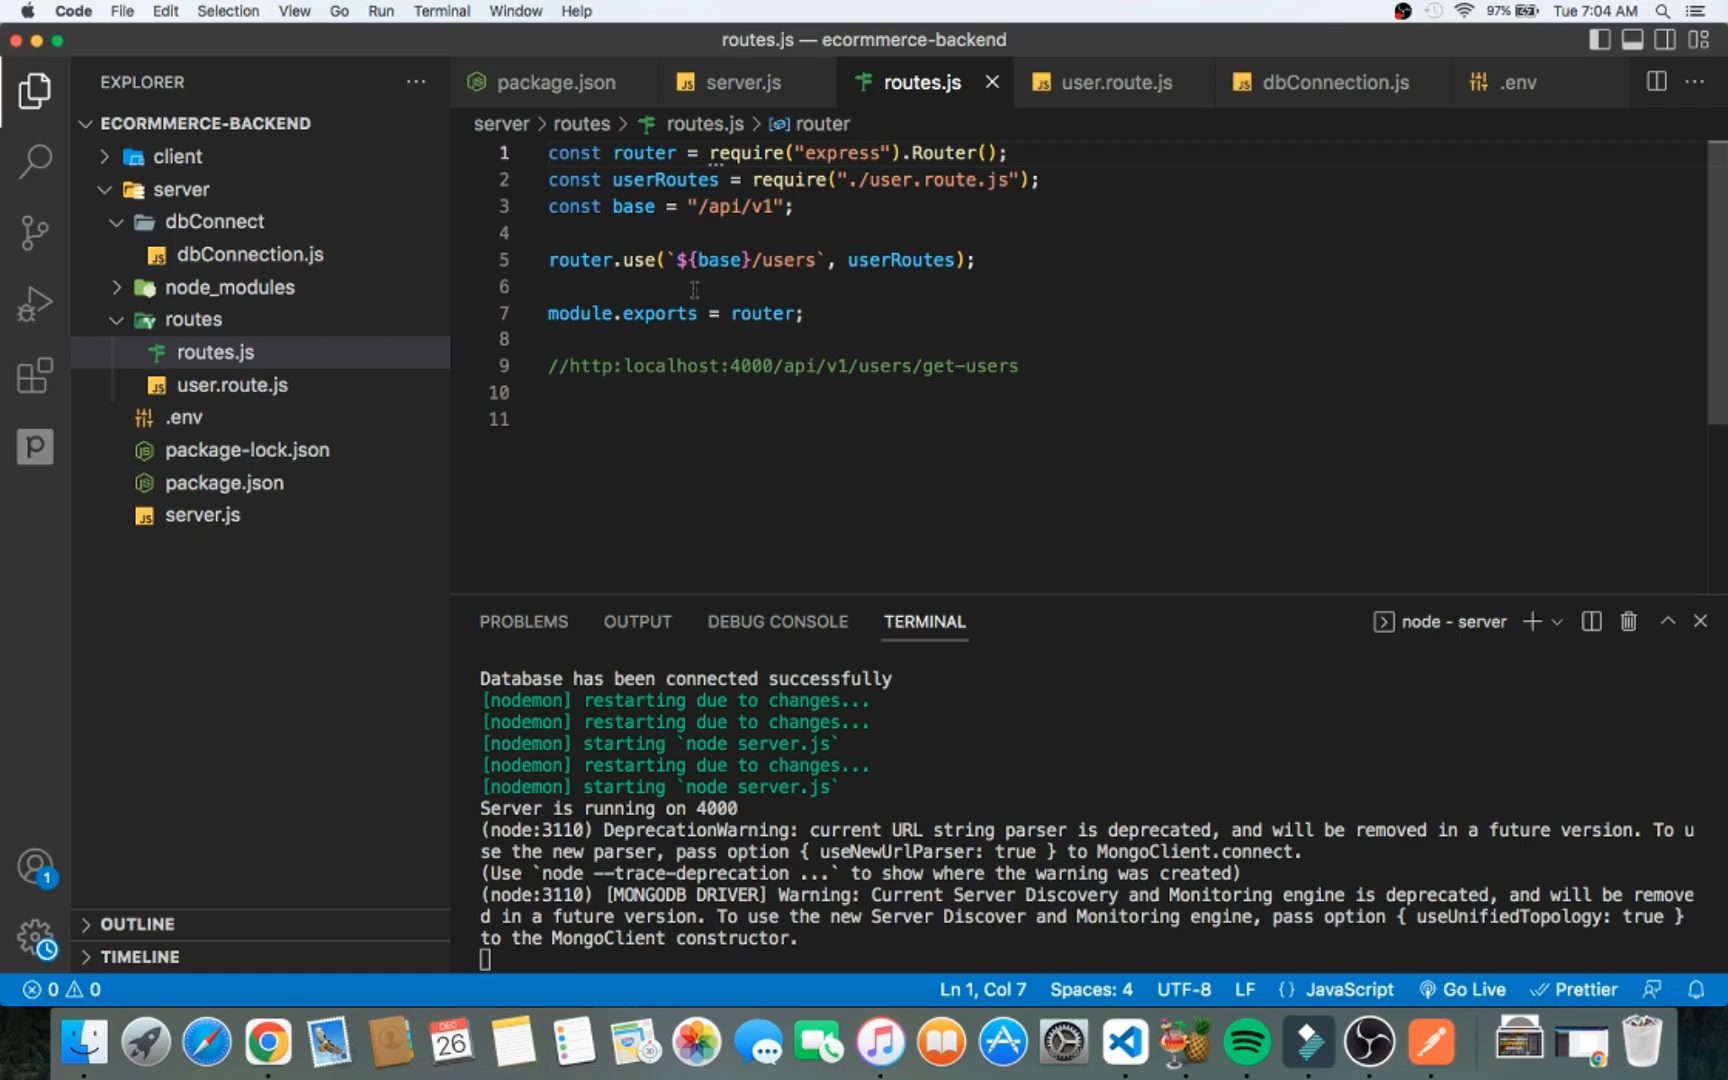 Code File Edit Selection View Go Run Terminal Window Help 97% Tue 7:04 AM
routes.js — ecormmerce-backend
EXPLORER
package.json server.js routes.js user.route.js dbConnection.js .env
ECORMMERCE-BACKEND
client
server
dbConnect
dbConnection.js
node_modules
routes
routes.js
user.route.js
.env
package-lock.json
package.json
server.js
OUTLINE
TIMELINE
server > routes > routes.js > router
1 const router = require("express").Router();
2 const userRoutes = require("./user.route.js");
3 const base = "/api/v1";
4
5 router.use(`${base}/users`, userRoutes);
6
7 module.exports = router;
8
9 //http:localhost:4000/api/v1/users/get-users
10
11
PROBLEMS OUTPUT DEBUG CONSOLE TERMINAL node - server
Database has been connected successfully
[nodemon] restarting due to changes...
[nodemon] restarting due to changes...
[nodemon] starting `node server.js`
[nodemon] restarting due to changes...
[nodemon] starting `node server.js`
Server is running on 4000
(node:3110) DeprecationWarning: current URL string parser is deprecated, and will be removed in a future version. To u
se the new parser, pass option { useNewUrlParser: true } to MongoClient.connect.
(Use `node --trace-deprecation ...` to show where the warning was created)
(node:3110) [MONGODB DRIVER] Warning: Current Server Discovery and Monitoring engine is deprecated, and will be remove
d in a future version. To use the new Server Discover and Monitoring engine, pass option { useUnifiedTopology: true }
to the MongoClient constructor.
1
0 0 Ln 1, Col 7 Spaces: 4 UTF-8 LF {} JavaScript Go Live Prettier
DEC
26